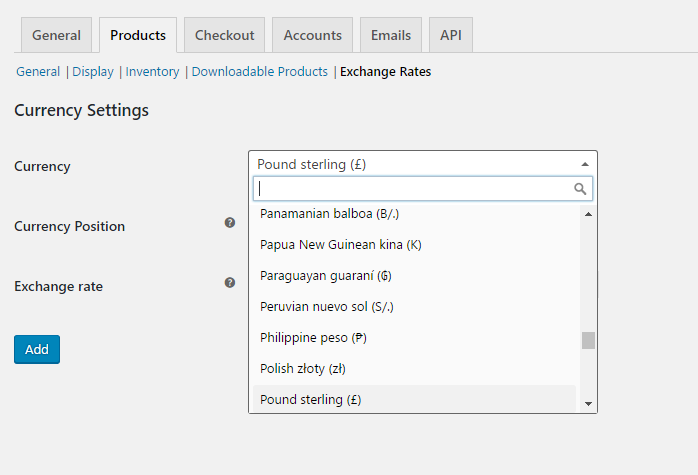 General Products Checkout Accounts Emails API
General | Display | Inventory | Downloadable Products | Exchange Rates
Currency Settings
Currency Pound sterling (£)
Panamanian balboa (B/.)
Currency Position ?
Papua New Guinean kina (K)
Paraguayan guaraní (₲)
Exchange rate ?
Peruvian nuevo sol (S/.)
Philippine peso (₱)
Add
Polish złoty (zł)
Pound sterling (£)